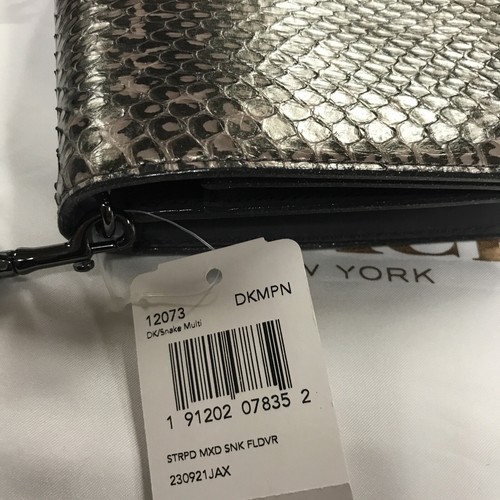 12073
DKMPN
DK/Snake Multi
1 91202 07835 2
STRPD MXD SNK FLDVR
230921JAX
YORK